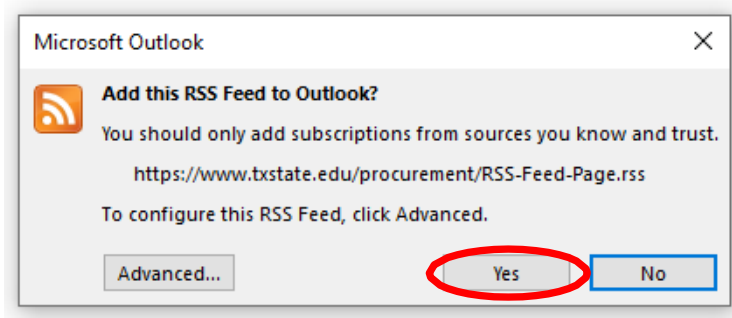 Microsoft Outlook
Add this RSS Feed to Outlook?
You should only add subscriptions from sources you know and trust.
https://www.txstate.edu/procurement/RSS-Feed-Page.rss
To configure this RSS Feed, click Advanced.
Advanced... Yes No